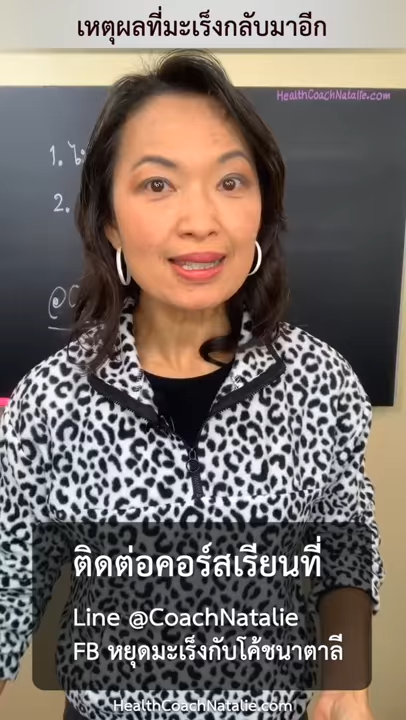 เหตุผลที่มะเร็งกลับมาอีก
HealthCoachNatalie.com
1.
2.
ติดต่อคอร์สเรียนที่
Line @CoachNatalie
FB หยุดมะเร็งกับโค้ชนาตาลี
HealthCoachNatalie.com